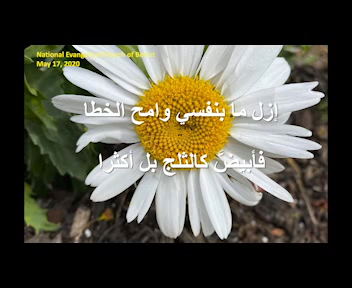 National Evangelical Church of Beirut
May 17, 2020
إزل ما بنفسي وامح الخطا
فأبيضَّ كالثلج بل أكثرا